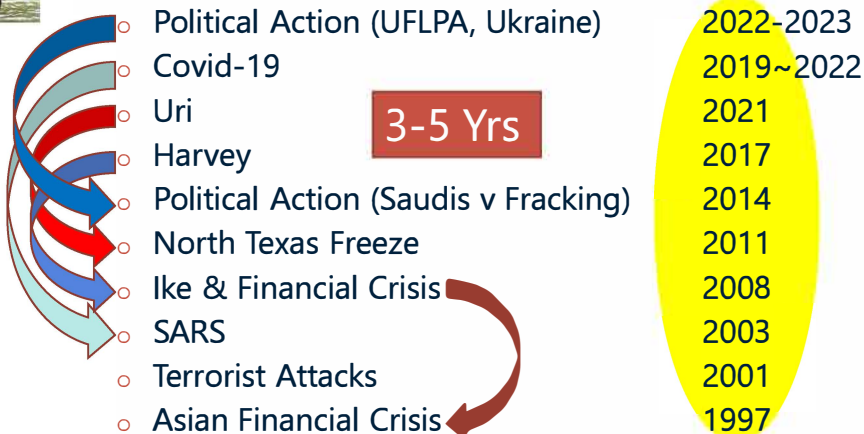 Political Action (UFLPA, Ukraine) 2022-2023
Covid-19 2019~2022
Uri 2021
3-5 Yrs
Harvey 2017
Political Action (Saudis v Fracking) 2014
North Texas Freeze 2011
Ike & Financial Crisis 2008
SARS 2003
Terrorist Attacks 2001
Asian Financial Crisis 1997